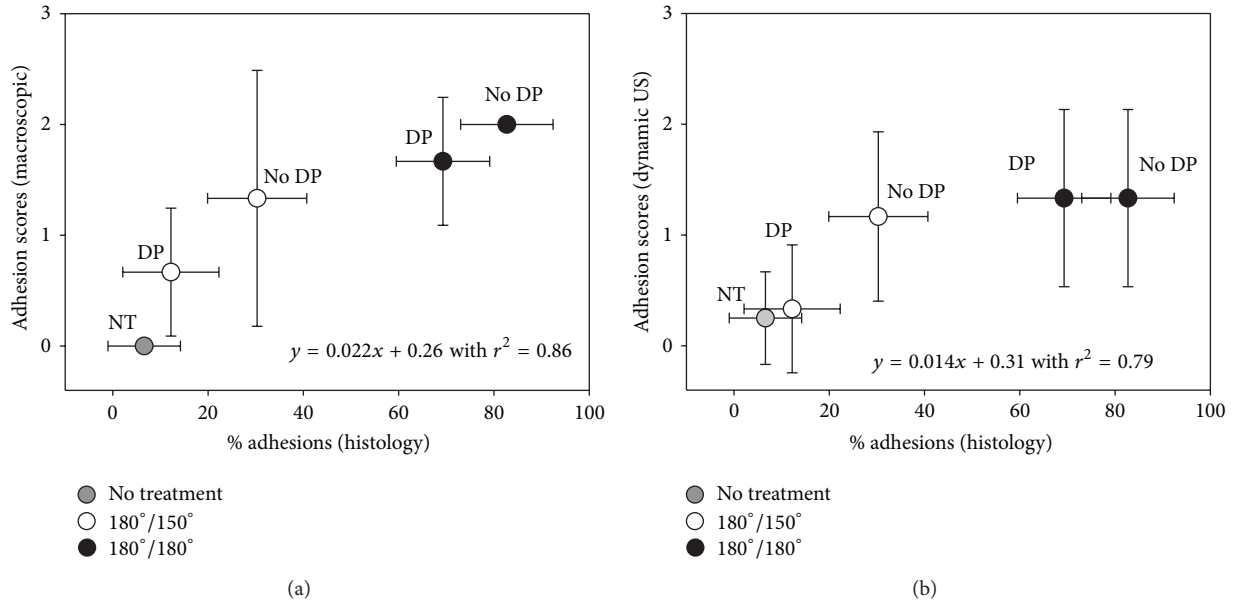 3
2
1
0
Adhesion scores (macroscopic)
No DP
DP
No DP
DP
NT
y = 0.022x + 0.26 with r² = 0.86
0 20 40 60 80 100
% adhesions (histology)
No treatment
180°/150°
180°/180°
(a)
3
2
1
0
Adhesion scores (dynamic US)
DP
No DP
No DP
DP
NT
y = 0.014x + 0.31 with r² = 0.79
0 20 40 60 80 100
% adhesions (histology)
No treatment
180°/150°
180°/180°
(b)